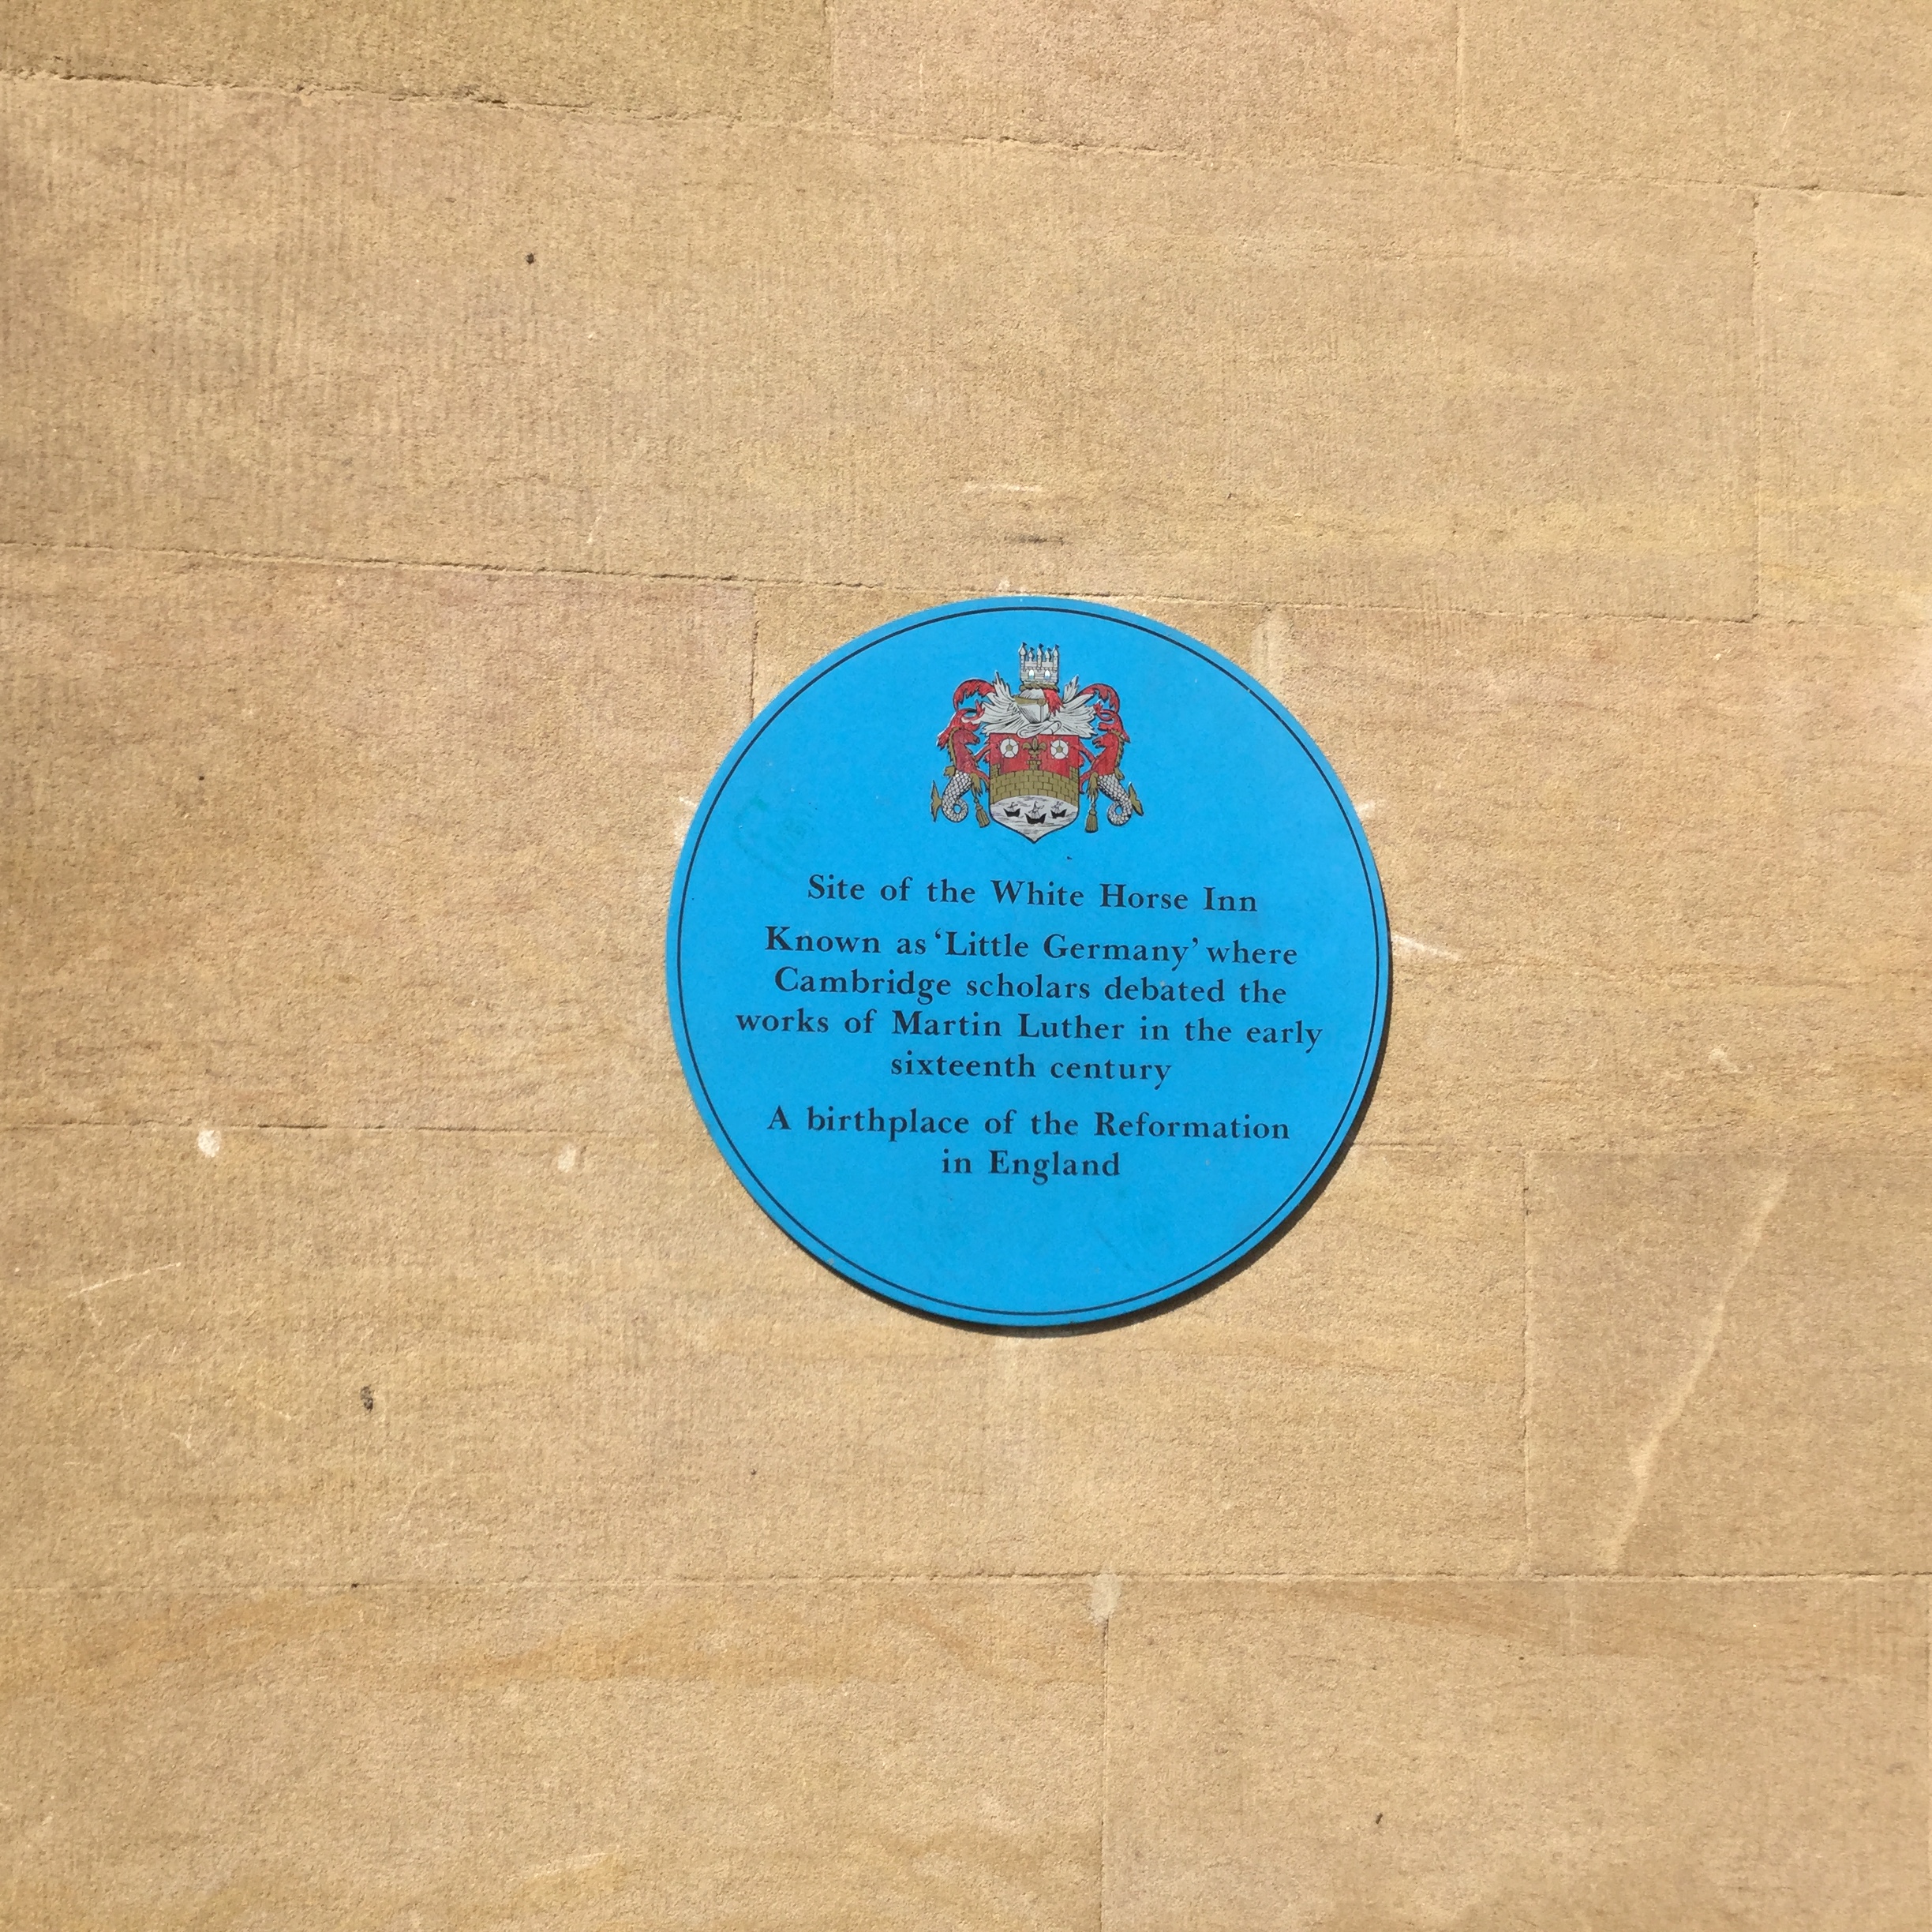 Site of the White Horse Inn
Known as ‘Little Germany’ where
Cambridge scholars debated the
works of Martin Luther in the early
sixteenth century
A birthplace of the Reformation
in England